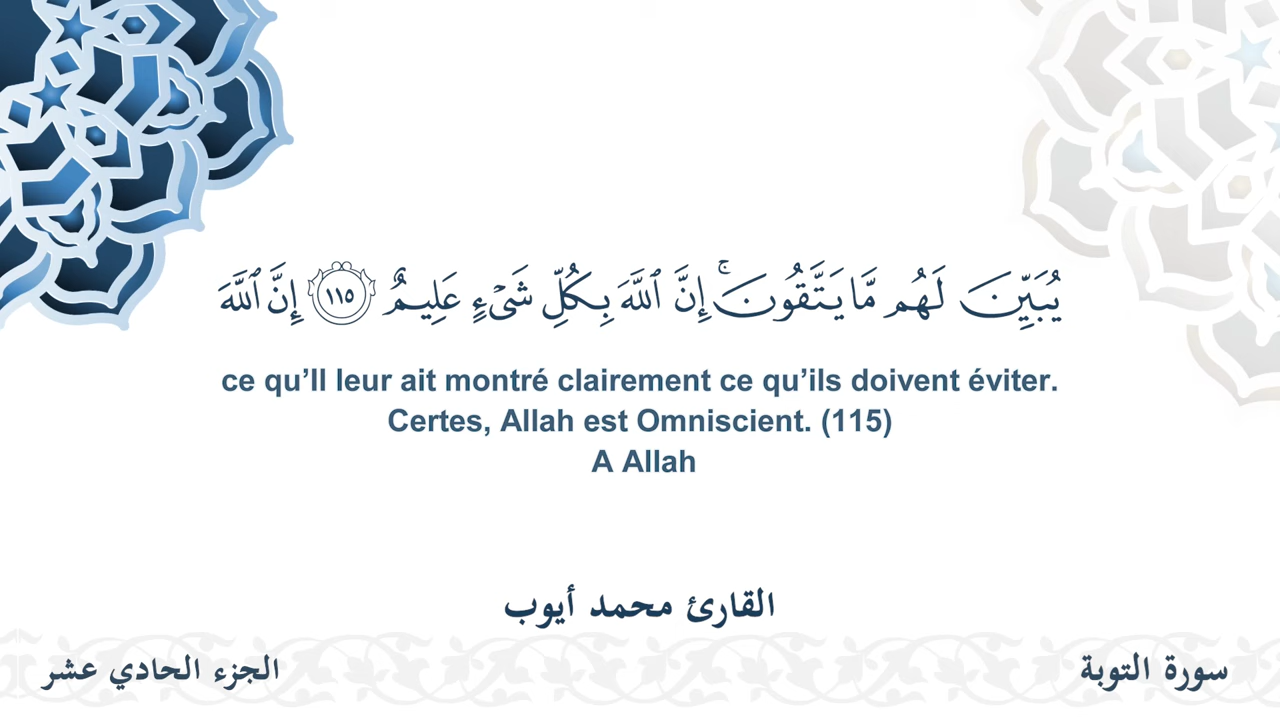 يُبَيِّنَ لَهُم مَّا يَتَّقُونَ ۚ إِنَّ ٱللَّهَ بِكُلِّ شَىْءٍ عَلِيمٌ ١١٥ إِنَّ ٱللَّهَ
ce qu’Il leur ait montré clairement ce qu’ils doivent éviter.
Certes, Allah est Omniscient. (115)
A Allah
القارئ محمد أيوب
سورة التوبة
الجزء الحادي عشر